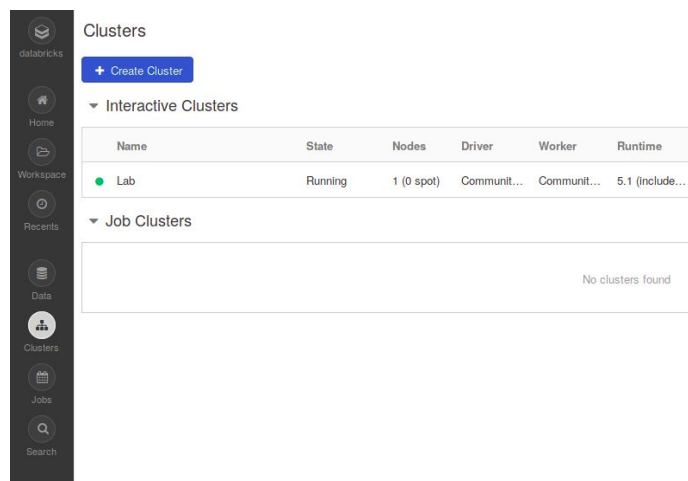 databricks
Home
Workspace
Recents
Data
Clusters
Jobs
Search
Clusters
+ Create Cluster
Interactive Clusters
Name State Nodes Driver Worker Runtime
Lab Running 1 (0 spot) Communit... Communit... 5.1 (include...
Job Clusters
No clusters found